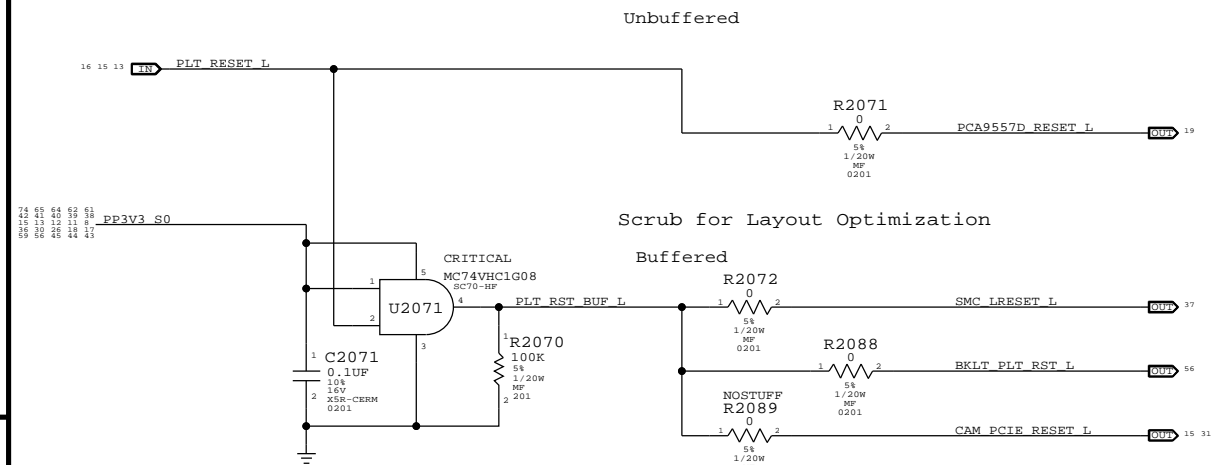 Unbuffered
16 15 13 IN PLT_RESET_L
R2071
0
1 2 PCA9557D_RESET_L OUT 19
5%
1/20W
MF
0201
74 65 64 62 61
42 41 40 39 38
15 13 12 11 8
36 30 26 18 17
59 56 45 44 43
PP3V3_S0
Scrub for Layout Optimization
Buffered
CRITICAL
MC74VHC1G08
SC70-HF
5
1
2
U2071
4
3
PLT_RST_BUF_L
R2072
0
1 2 SMC_LRESET_L OUT 37
5%
1/20W
MF
0201
1
R2070
100K
5%
1/20W
MF
2 201
1 C2071
0.1UF
10%
16V
2 X5R-CERM
0201
R2088
0
1 2 BKLT_PLT_RST_L OUT 56
5%
1/20W
MF
0201
NOSTUFF
R2089
0
1 2 CAM_PCIE_RESET_L OUT 15 31
5%
1/20W